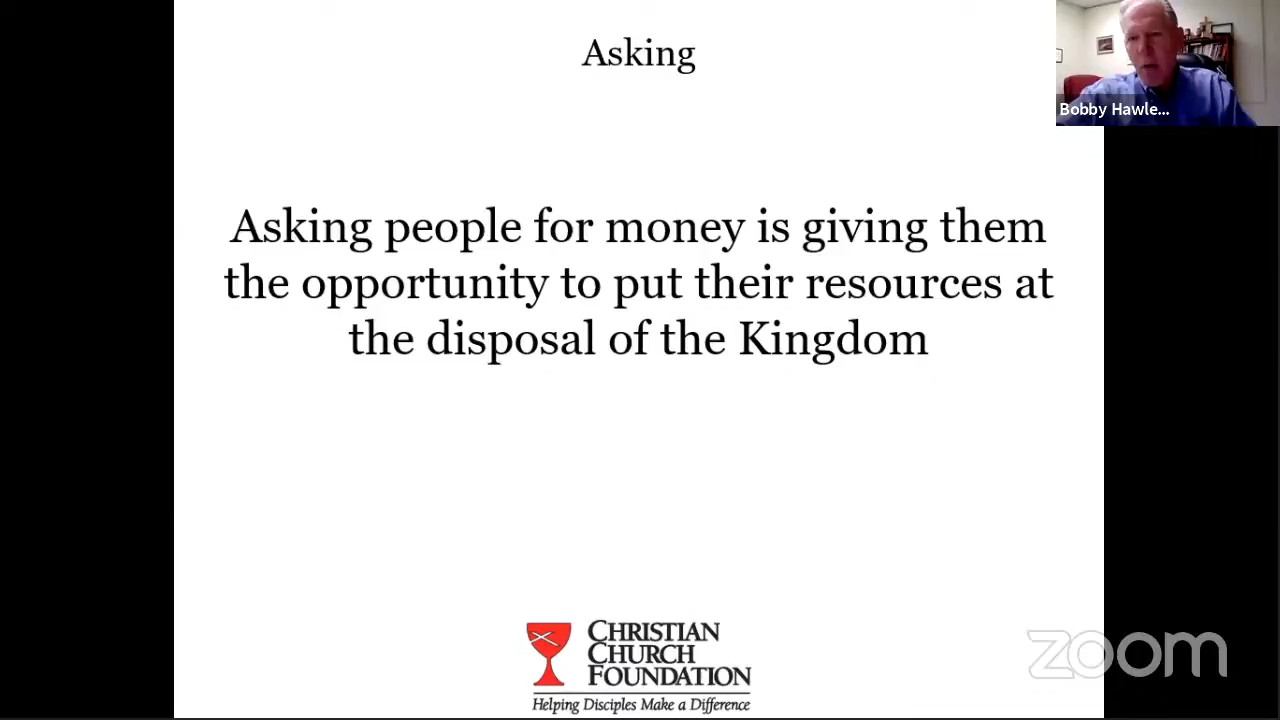 Asking
Bobby Hawle...
Asking people for money is giving them
the opportunity to put their resources at
the disposal of the Kingdom
CHRISTIAN
CHURCH
FOUNDATION
Helping Disciples Make a Difference
zoom